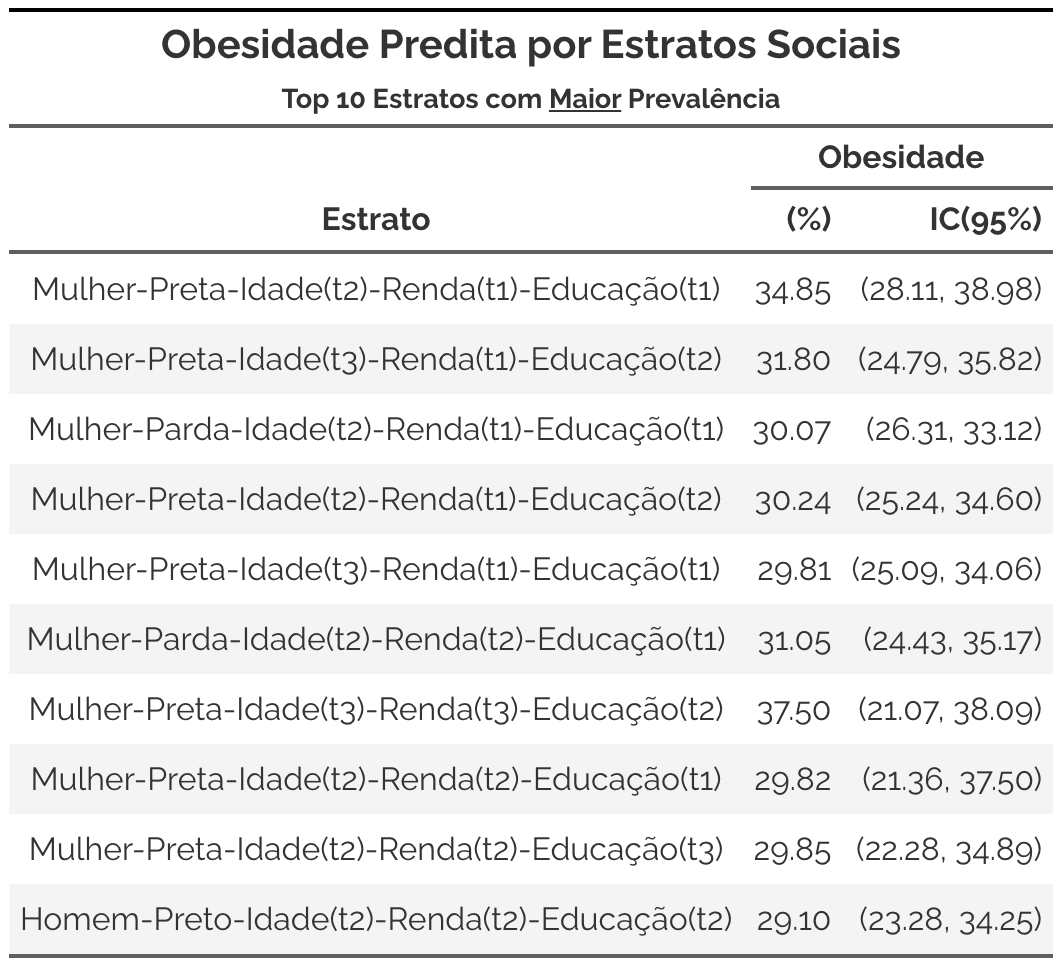 Obesidade Predita por Estratos Sociais
Top 10 Estratos com Maior Prevalência
Obesidade
Estrato (%) IC(95%)
Mulher-Preta-Idade(t2)-Renda(t1)-Educação(t1) 34.85 (28.11, 38.98)
Mulher-Preta-Idade(t3)-Renda(t1)-Educação(t2) 31.80 (24.79, 35.82)
Mulher-Parda-Idade(t2)-Renda(t1)-Educação(t1) 30.07 (26.31, 33.12)
Mulher-Preta-Idade(t2)-Renda(t1)-Educação(t2) 30.24 (25.24, 34.60)
Mulher-Preta-Idade(t3)-Renda(t1)-Educação(t1) 29.81 (25.09, 34.06)
Mulher-Parda-Idade(t2)-Renda(t2)-Educação(t1) 31.05 (24.43, 35.17)
Mulher-Preta-Idade(t3)-Renda(t3)-Educação(t2) 37.50 (21.07, 38.09)
Mulher-Preta-Idade(t2)-Renda(t2)-Educação(t1) 29.82 (21.36, 37.50)
Mulher-Preta-Idade(t2)-Renda(t2)-Educação(t3) 29.85 (22.28, 34.89)
Homem-Preto-Idade(t2)-Renda(t2)-Educação(t2) 29.10 (23.28, 34.25)